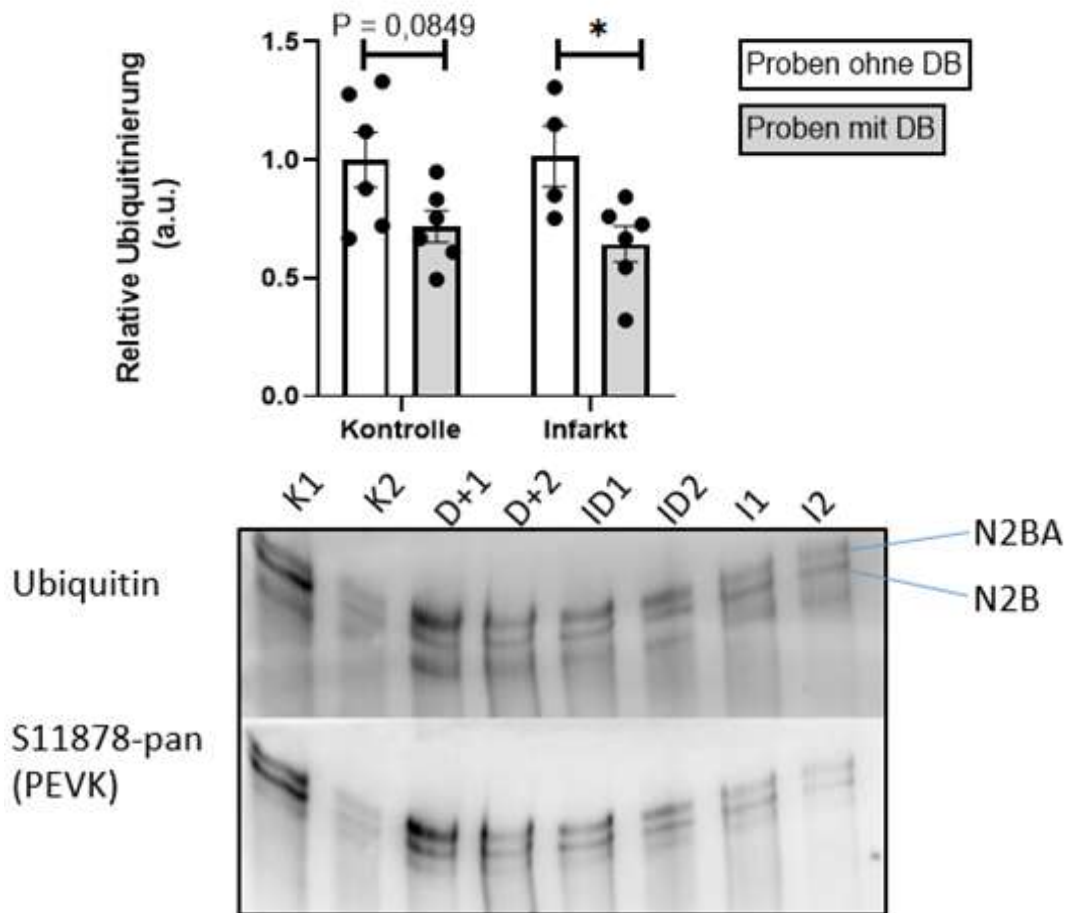 P = 0,0849
*
1.5
1.0
0.5
0.0
Relative Ubiquitinierung
(a.u.)
Kontrolle
Infarkt
Proben ohne DB
Proben mit DB
K1
K2
D+1
D+2
ID1
ID2
I1
I2
Ubiquitin
N2BA
N2B
S11878-pan
(PEVK)